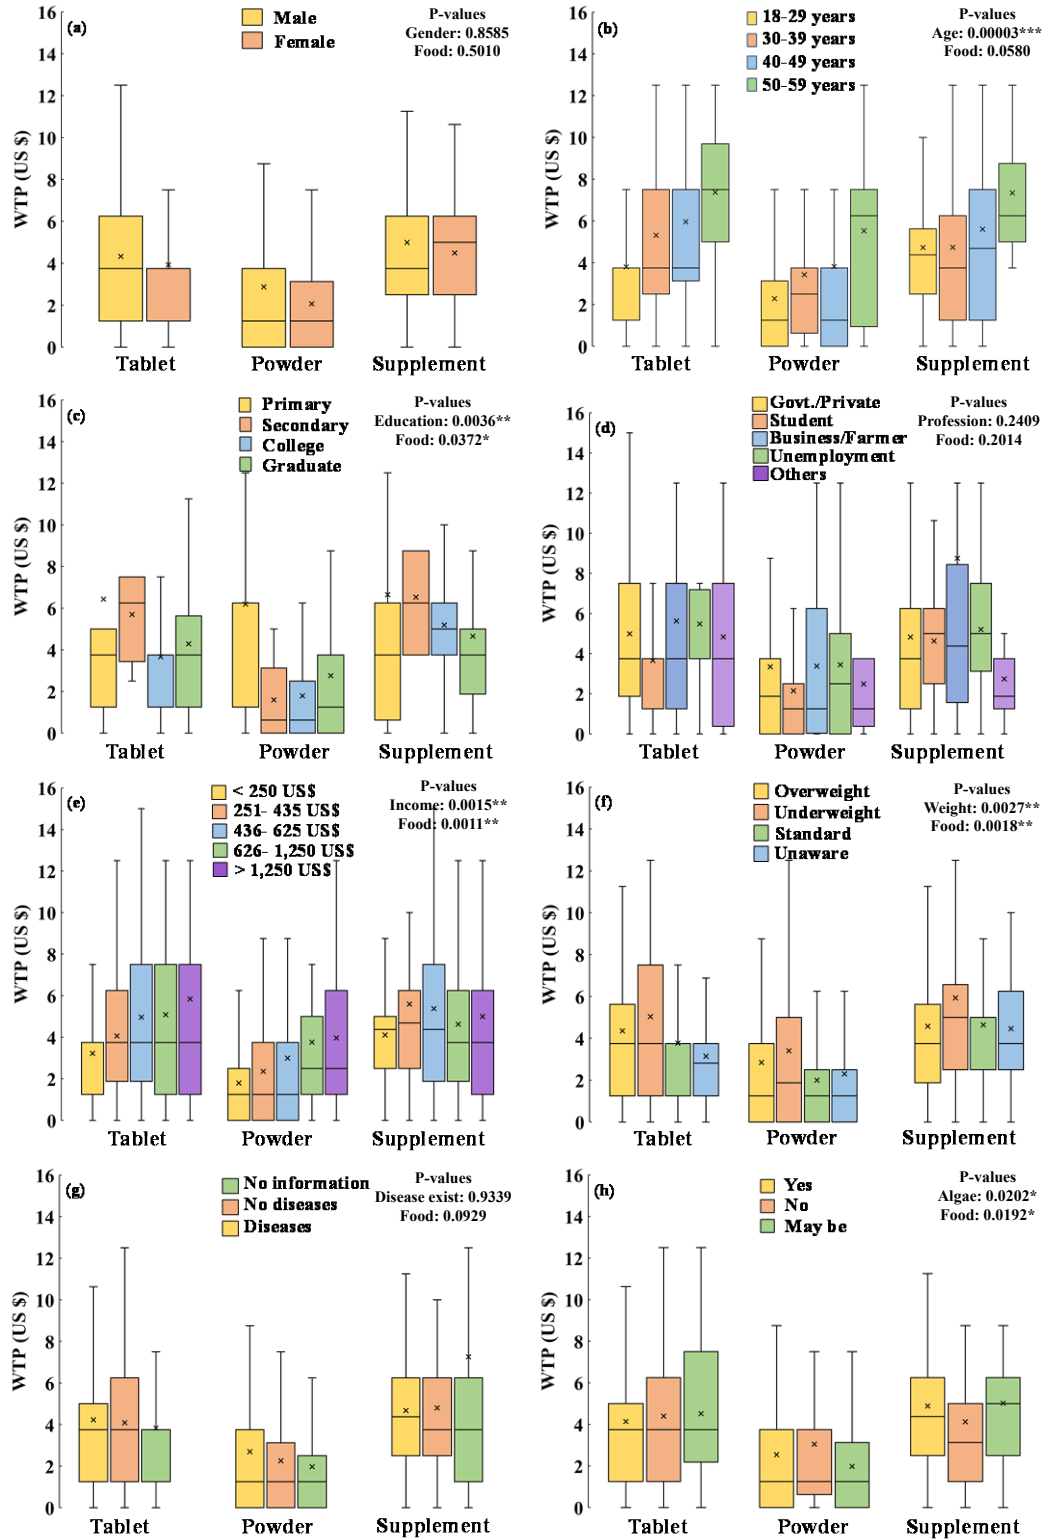 (a)
Male
Female
P-values
Gender: 0.8585
Food: 0.5010
WTP (US $)
16
14
12
10
8
6
4
2
0
Tablet
Powder
Supplement
(b)
18-29 years
30-39 years
40-49 years
50-59 years
P-values
Age: 0.00003***
Food: 0.0580
WTP (US $)
16
14
12
10
8
6
4
2
0
Tablet
Powder
Supplement
(c)
Primary
Secondary
College
Graduate
P-values
Education: 0.0036**
Food: 0.0372*
WTP (US $)
16
14
12
10
8
6
4
2
0
Tablet
Powder
Supplement
(d)
Govt./Private
Student
Business/Farmer
Unemployment
Others
P-values
Profession: 0.2409
Food: 0.2014
WTP (US $)
16
14
12
10
8
6
4
2
0
Tablet
Powder
Supplement
(e)
< 250 US$
251- 435 US$
436- 625 US$
626- 1,250 US$
> 1,250 US$
P-values
Income: 0.0015**
Food: 0.0011**
WTP (US $)
16
14
12
10
8
6
4
2
0
Tablet
Powder
Supplement
(f)
Overweight
Underweight
Standard
Unaware
P-values
Weight: 0.0027**
Food: 0.0018**
WTP (US $)
16
14
12
10
8
6
4
2
0
Tablet
Powder
Supplement
(g)
No information
No diseases
Diseases
P-values
Disease exist: 0.9339
Food: 0.0929
WTP (US $)
16
14
12
10
8
6
4
2
0
Tablet
Powder
Supplement
(h)
Yes
No
May be
P-values
Algae: 0.0202*
Food: 0.0192*
WTP (US $)
16
14
12
10
8
6
4
2
0
Tablet
Powder
Supplement